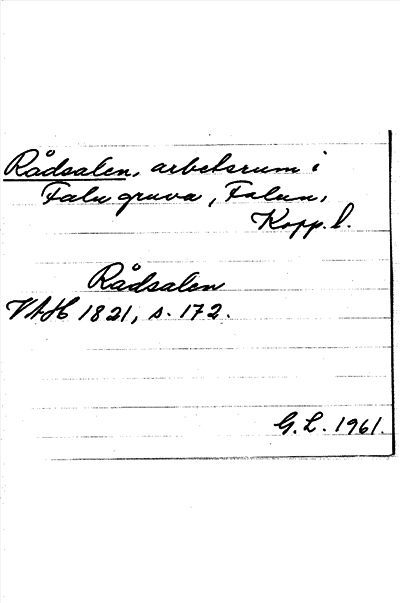 Rådsalen, arbetsrum i
Falu gruva, Falun,
Kopp. l.
Rådsalen
VAH 1821, s. 172.
G. L. 1961.